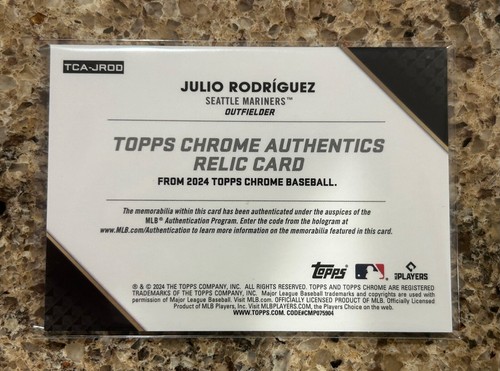 TCA-JROD
JULIO RODRÍGUEZ
SEATTLE MARINERS™
OUTFIELDER
TOPPS CHROME AUTHENTICS
RELIC CARD
FROM 2024 TOPPS CHROME BASEBALL.
The memorabilia within this card has been authenticated under the auspices of the
MLB® Authentication Program. Enter the code from the hologram at
www.MLB.com/Authentication to learn more information on the memorabilia featured in this card.
Topps
PLAYERS
® & © 2024 THE TOPPS COMPANY, INC. ALL RIGHTS RESERVED. TOPPS AND TOPPS CHROME ARE REGISTERED
TRADEMARKS OF THE TOPPS COMPANY, INC. Major League Baseball trademarks and copyrights are used with
permission of Major League Baseball. Visit MLB.com. OFFICIALLY LICENSED PRODUCT OF MLB. Officially Licensed
Product of MLB Players, Inc. Visit MLBPLAYERS.COM, the Players Choice on the web.
WWW.TOPPS.COM. CODE#CMP075904